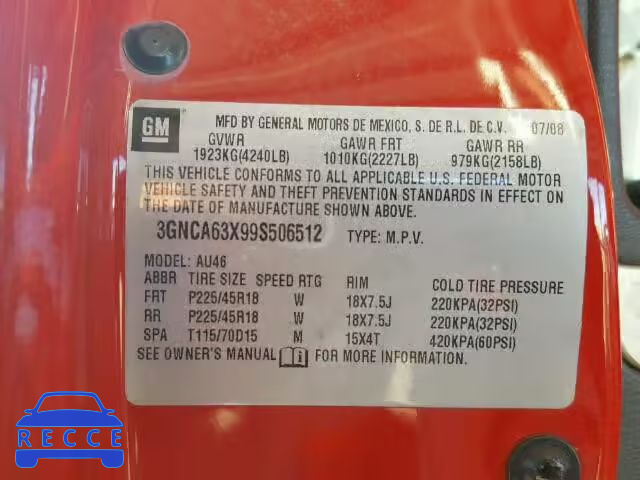 GM
MFD BY GENERAL MOTORS DE MEXICO, S. DE R.L. DE C.V. 07/08
GVWR GAWR FRT GAWR RR
1923KG(4240LB) 1010KG(2227LB) 979KG(2158LB)
THIS VEHICLE CONFORMS TO ALL APPLICABLE U.S. FEDERAL MOTOR
VEHICLE SAFETY AND THEFT PREVENTION STANDARDS IN EFFECT ON
THE DATE OF MANUFACTURE SHOWN ABOVE.
3GNCA63X99S506512 TYPE: M.P.V.
MODEL: AU46
ABBR TIRE SIZE SPEED RTG RIM COLD TIRE PRESSURE
FRT P225/45R18 W 18X7.5J 220KPA(32PSI)
RR P225/45R18 W 18X7.5J 220KPA(32PSI)
SPA T115/70D15 M 15X4T 420KPA(60PSI)
SEE OWNER'S MANUAL FOR MORE INFORMATION.
RECCE